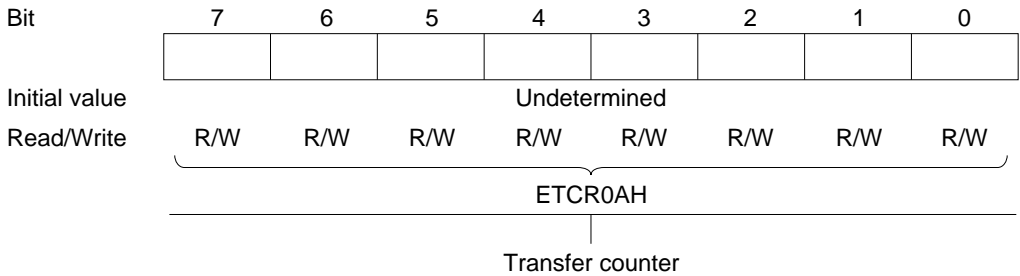 Bit 7 6 5 4 3 2 1 0
Initial value Undetermined
Read/Write R/W R/W R/W R/W R/W R/W R/W R/W
ETCR0AH
Transfer counter